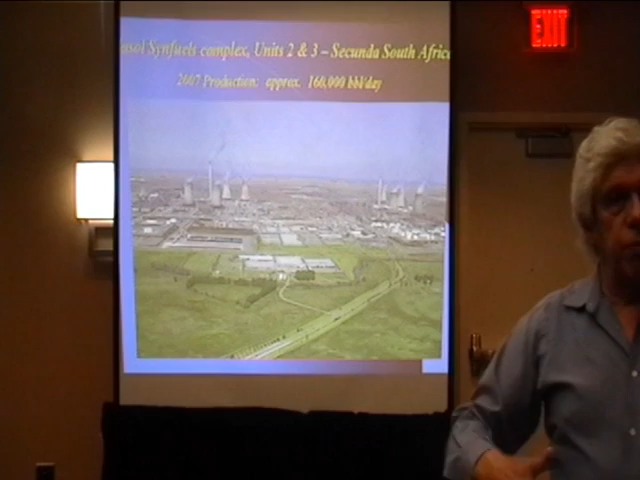 asol Synfuels complex, Units 2 & 3 – Secunda South Africa
2007 Production: approx. 160,000 bbl/day
EXIT